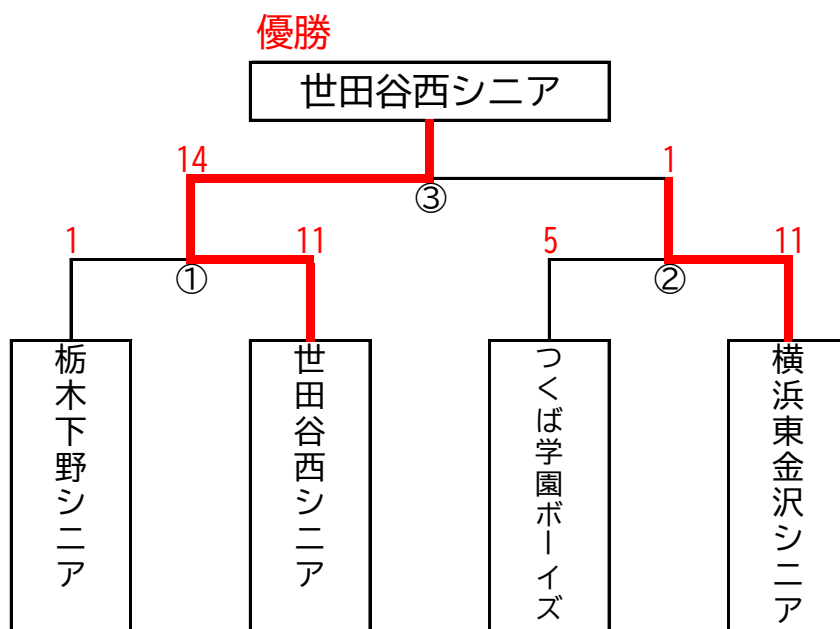 優勝
世田谷西シニア
14
1
③
1
11
5
11
①
②
栃木下野シニア
世田谷西シニア
つくば学園ボーイズ
横浜東金沢シニア